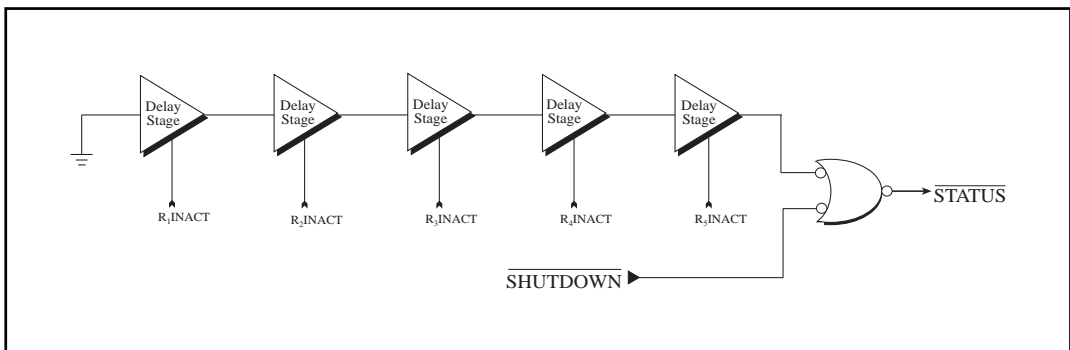 Delay
Stage
Delay
Stage
Delay
Stage
Delay
Stage
Delay
Stage
R₁INACT
R₂INACT
R₃INACT
R₄INACT
R₅INACT
STATUS
SHUTDOWN